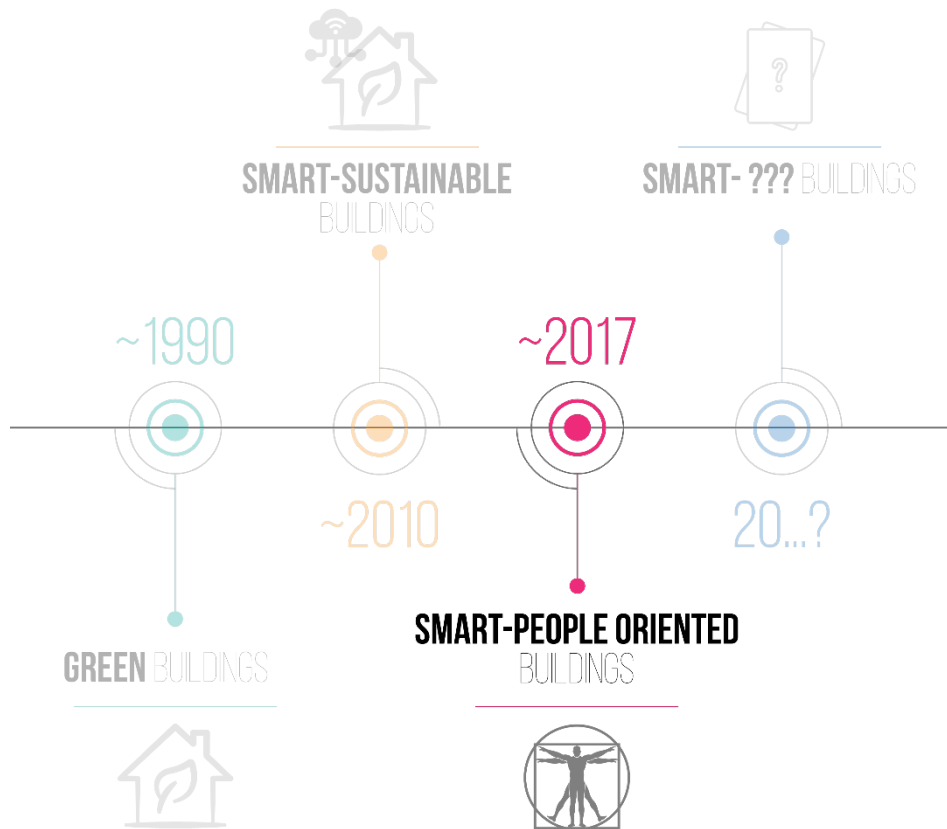 ?
SMART-SUSTAINABLE
BUILDINGS
SMART- ??? BUILDINGS
~1990
~2017
~2010
20...?
SMART-PEOPLE ORIENTED
BUILDINGS
GREEN BUILDINGS